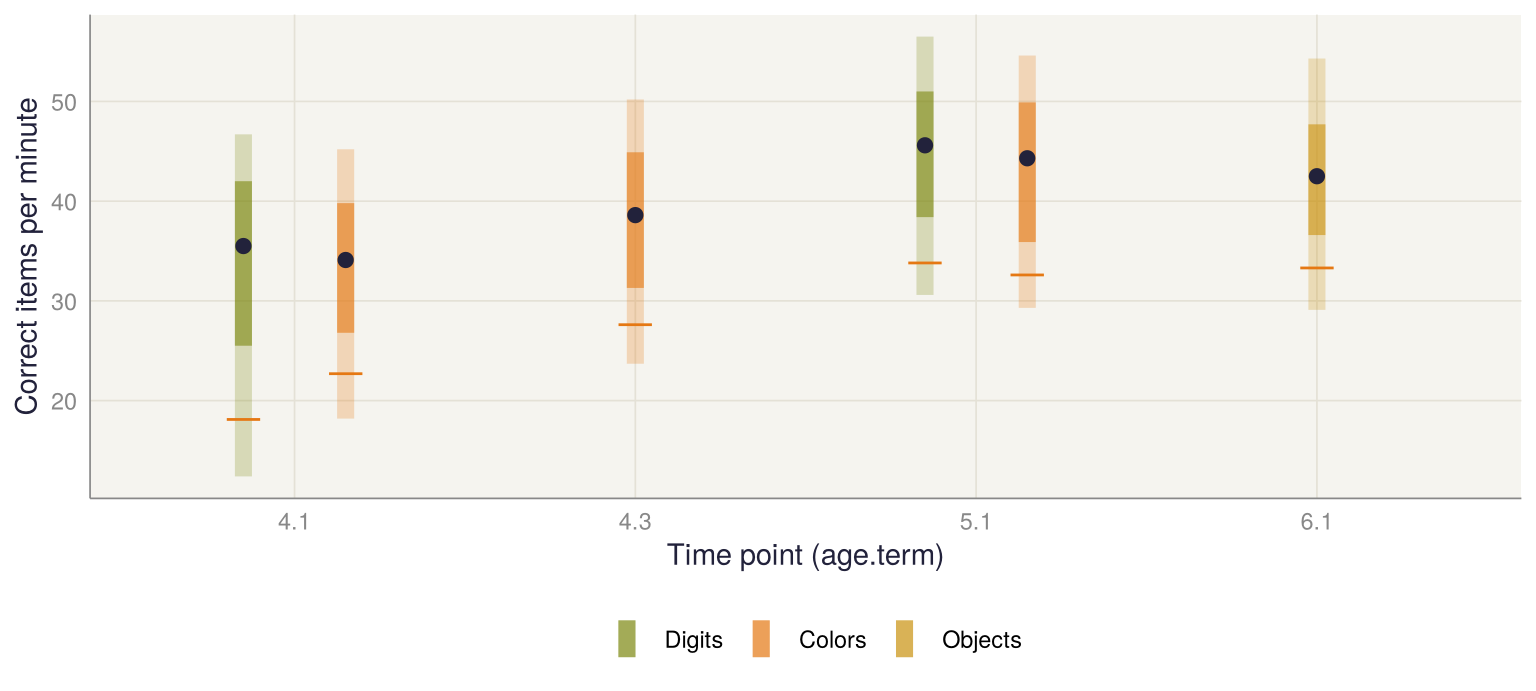 Correct items per minute
50
40
30
20
4.1 4.3 5.1 6.1
Time point (age.term)
Digits Colors Objects